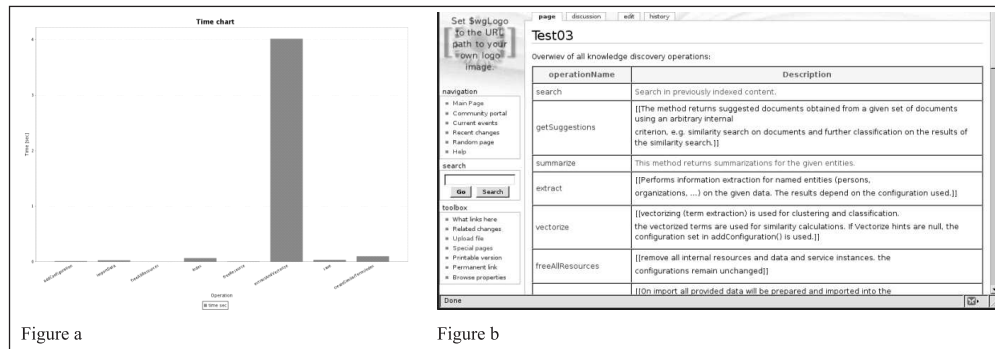 Time chart
4
3
2
1
0
Time [sec]
Operation
time sec
Figure a
Set $wgLogo
to the URL
path to your
own logo
image.
navigation
Main Page
Community portal
Current events
Recent changes
Random page
Help
search
Go Search
toolbox
What links here
Related changes
Upload file
Special pages
Printable version
Permanent link
Browse properties
page discussion edit history
Test03
Overview of all knowledge discovery operations:
operationName Description
search Search in previously indexed content.
getSuggestions
[[The method returns suggested documents obtained from a given set of documents
using an arbitrary internal
criterion, e.g. similarity search on documents and further classification on the results of
the similarity search.]]
summarize This method returns summarizations for the given entities.
extract
[[Performs information extraction for named entities (persons,
organizations, ...) on the given data. The results depend on the configuration used.]]
vectorize
[[vectorizing (term extraction) is used for clustering and classification.
the vectorized terms are used for similarity calculations. If Vectorize hints are null, the
configuration set in addConfiguration() is used.]]
freeAllResources
[[remove all internal resources and data and service instances. the
configurations remain unchanged]]
[[On import all provided data will be prepared and imported into the
Done
Figure b